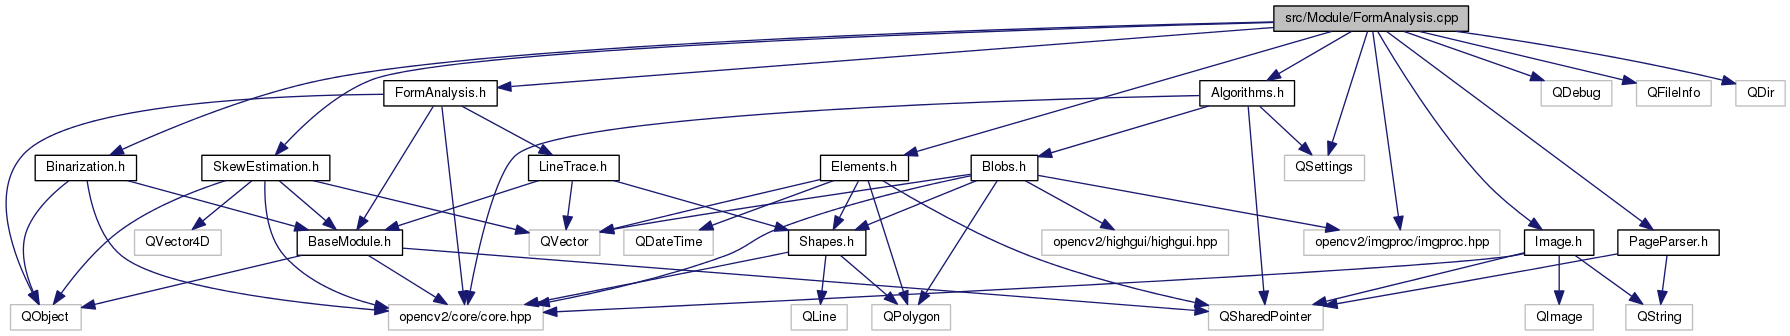 src/Module/FormAnalysis.cpp
FormAnalysis.h
Algorithms.h
QDebug
QFileInfo
QDir
Binarization.h
SkewEstimation.h
LineTrace.h
Elements.h
Blobs.h
QSettings
QVector4D
BaseModule.h
QVector
QDateTime
Shapes.h
opencv2/highgui/highgui.hpp
opencv2/imgproc/imgproc.hpp
Image.h
PageParser.h
QObject
opencv2/core/core.hpp
QLine
QPolygon
QSharedPointer
QImage
QString